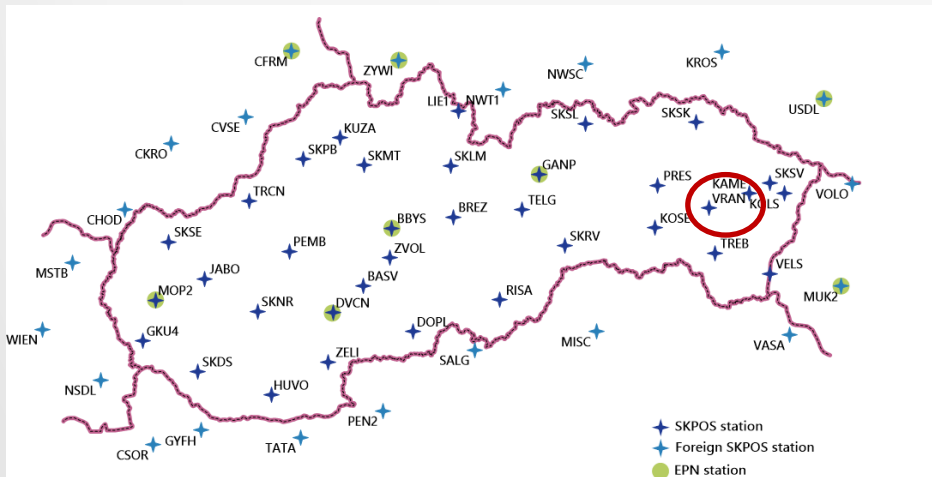 CFRM
ZYWI
NWSC
KROS
LIE1
NWT1
USDL
CVSE
KUZA
SKSL
SKSK
CKRO
SKPB
SKMT
SKLM
GANP
PRES
KAME
SKSV
VOLO
TRCN
VRAN
KOLS
CHOD
BBYS
BREZ
TELG
KOSE
SKSE
PEMB
ZVOL
SKRV
TREB
MSTB
JABO
BASV
VELS
MOP2
SKNR
DVCN
RISA
MUK2
WIEN
GKU4
DOPL
MISC
VASA
SKDS
ZELI
SALG
NSDL
HUVO
PEN2
GYFH
CSOR
TATA
SKPOS station
Foreign SKPOS station
EPN station